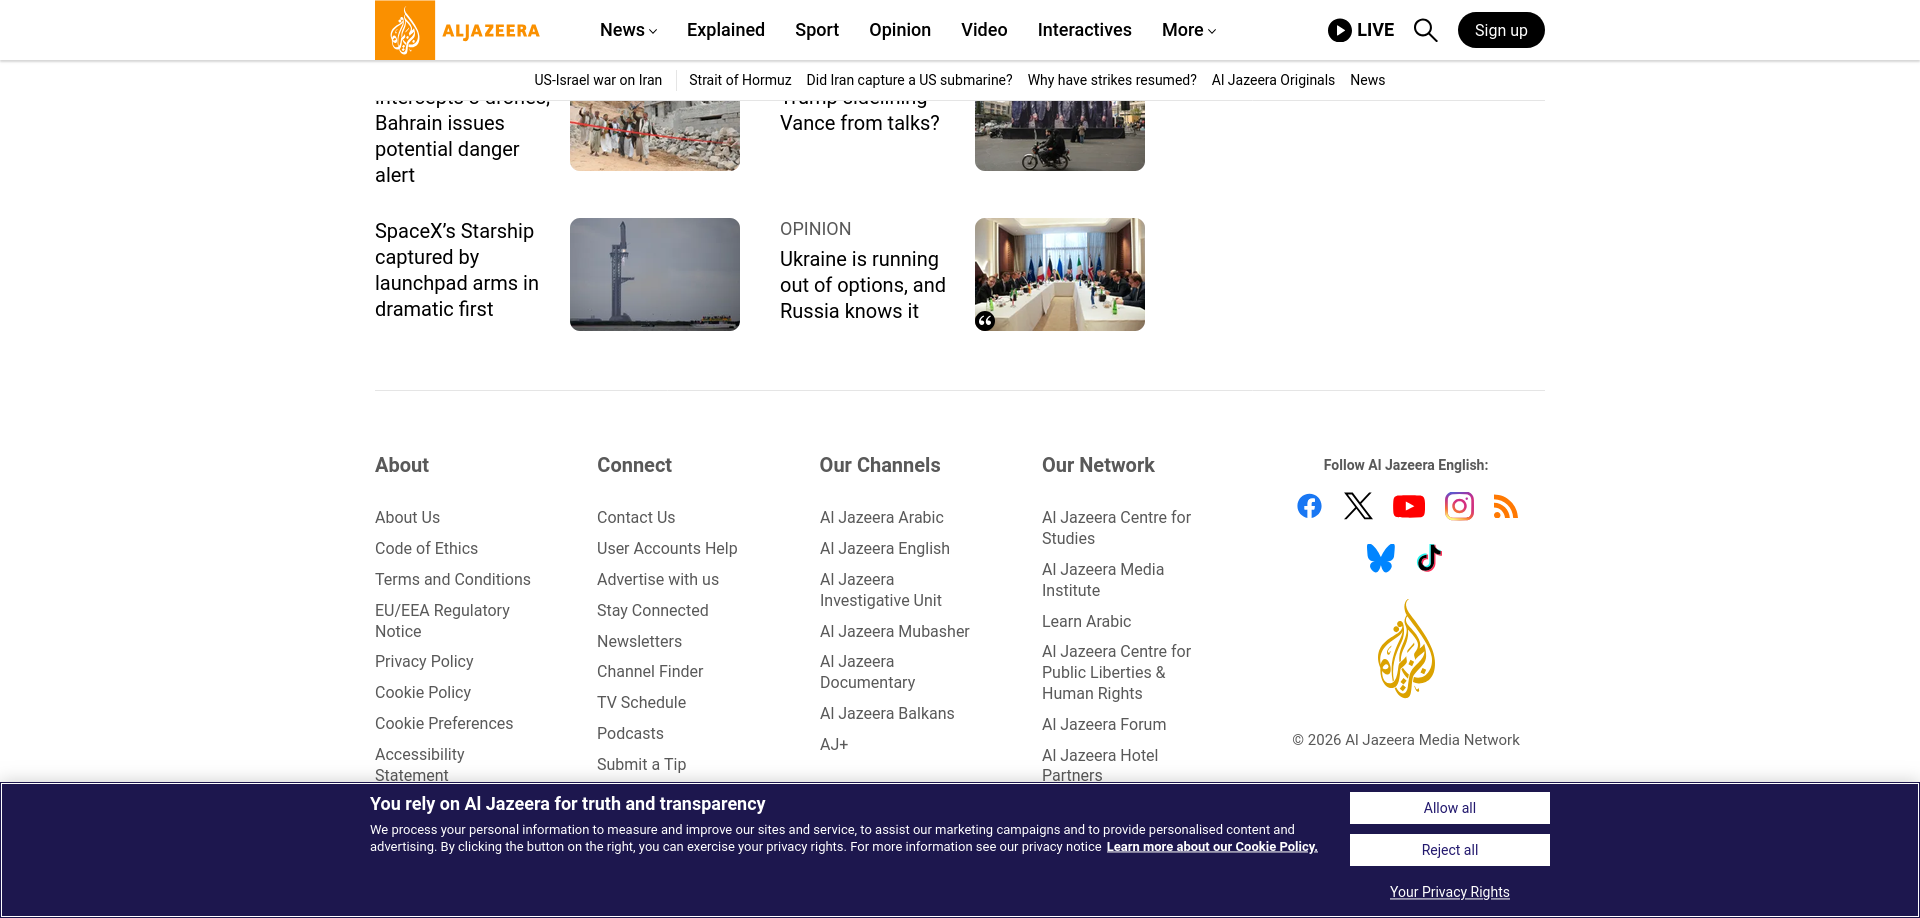 ALJAZEERA
News
Explained
Sport
Opinion
Video
Interactives
More
LIVE
Sign up
US-Israel war on Iran
Strait of Hormuz
Did Iran capture a US submarine?
Why have strikes resumed?
Al Jazeera Originals
News
Bahrain issues
potential danger
alert
Vance from talks?
SpaceX’s Starship
captured by
launchpad arms in
dramatic first
OPINION
Ukraine is running
out of options, and
Russia knows it
About
About Us
Code of Ethics
Terms and Conditions
EU/EEA Regulatory
Notice
Privacy Policy
Cookie Policy
Cookie Preferences
Accessibility
Statement
Connect
Contact Us
User Accounts Help
Advertise with us
Stay Connected
Newsletters
Channel Finder
TV Schedule
Podcasts
Submit a Tip
Our Channels
Al Jazeera Arabic
Al Jazeera English
Al Jazeera
Investigative Unit
Al Jazeera Mubasher
Al Jazeera
Documentary
Al Jazeera Balkans
AJ+
Our Network
Al Jazeera Centre for
Studies
Al Jazeera Media
Institute
Learn Arabic
Al Jazeera Centre for
Public Liberties &
Human Rights
Al Jazeera Forum
Al Jazeera Hotel
Partners
Follow Al Jazeera English:
© 2026 Al Jazeera Media Network
You rely on Al Jazeera for truth and transparency
We process your personal information to measure and improve our sites and service, to assist our marketing campaigns and to provide personalised content and
advertising. By clicking the button on the right, you can exercise your privacy rights. For more information see our privacy notice Learn more about our Cookie Policy.
Allow all
Reject all
Your Privacy Rights